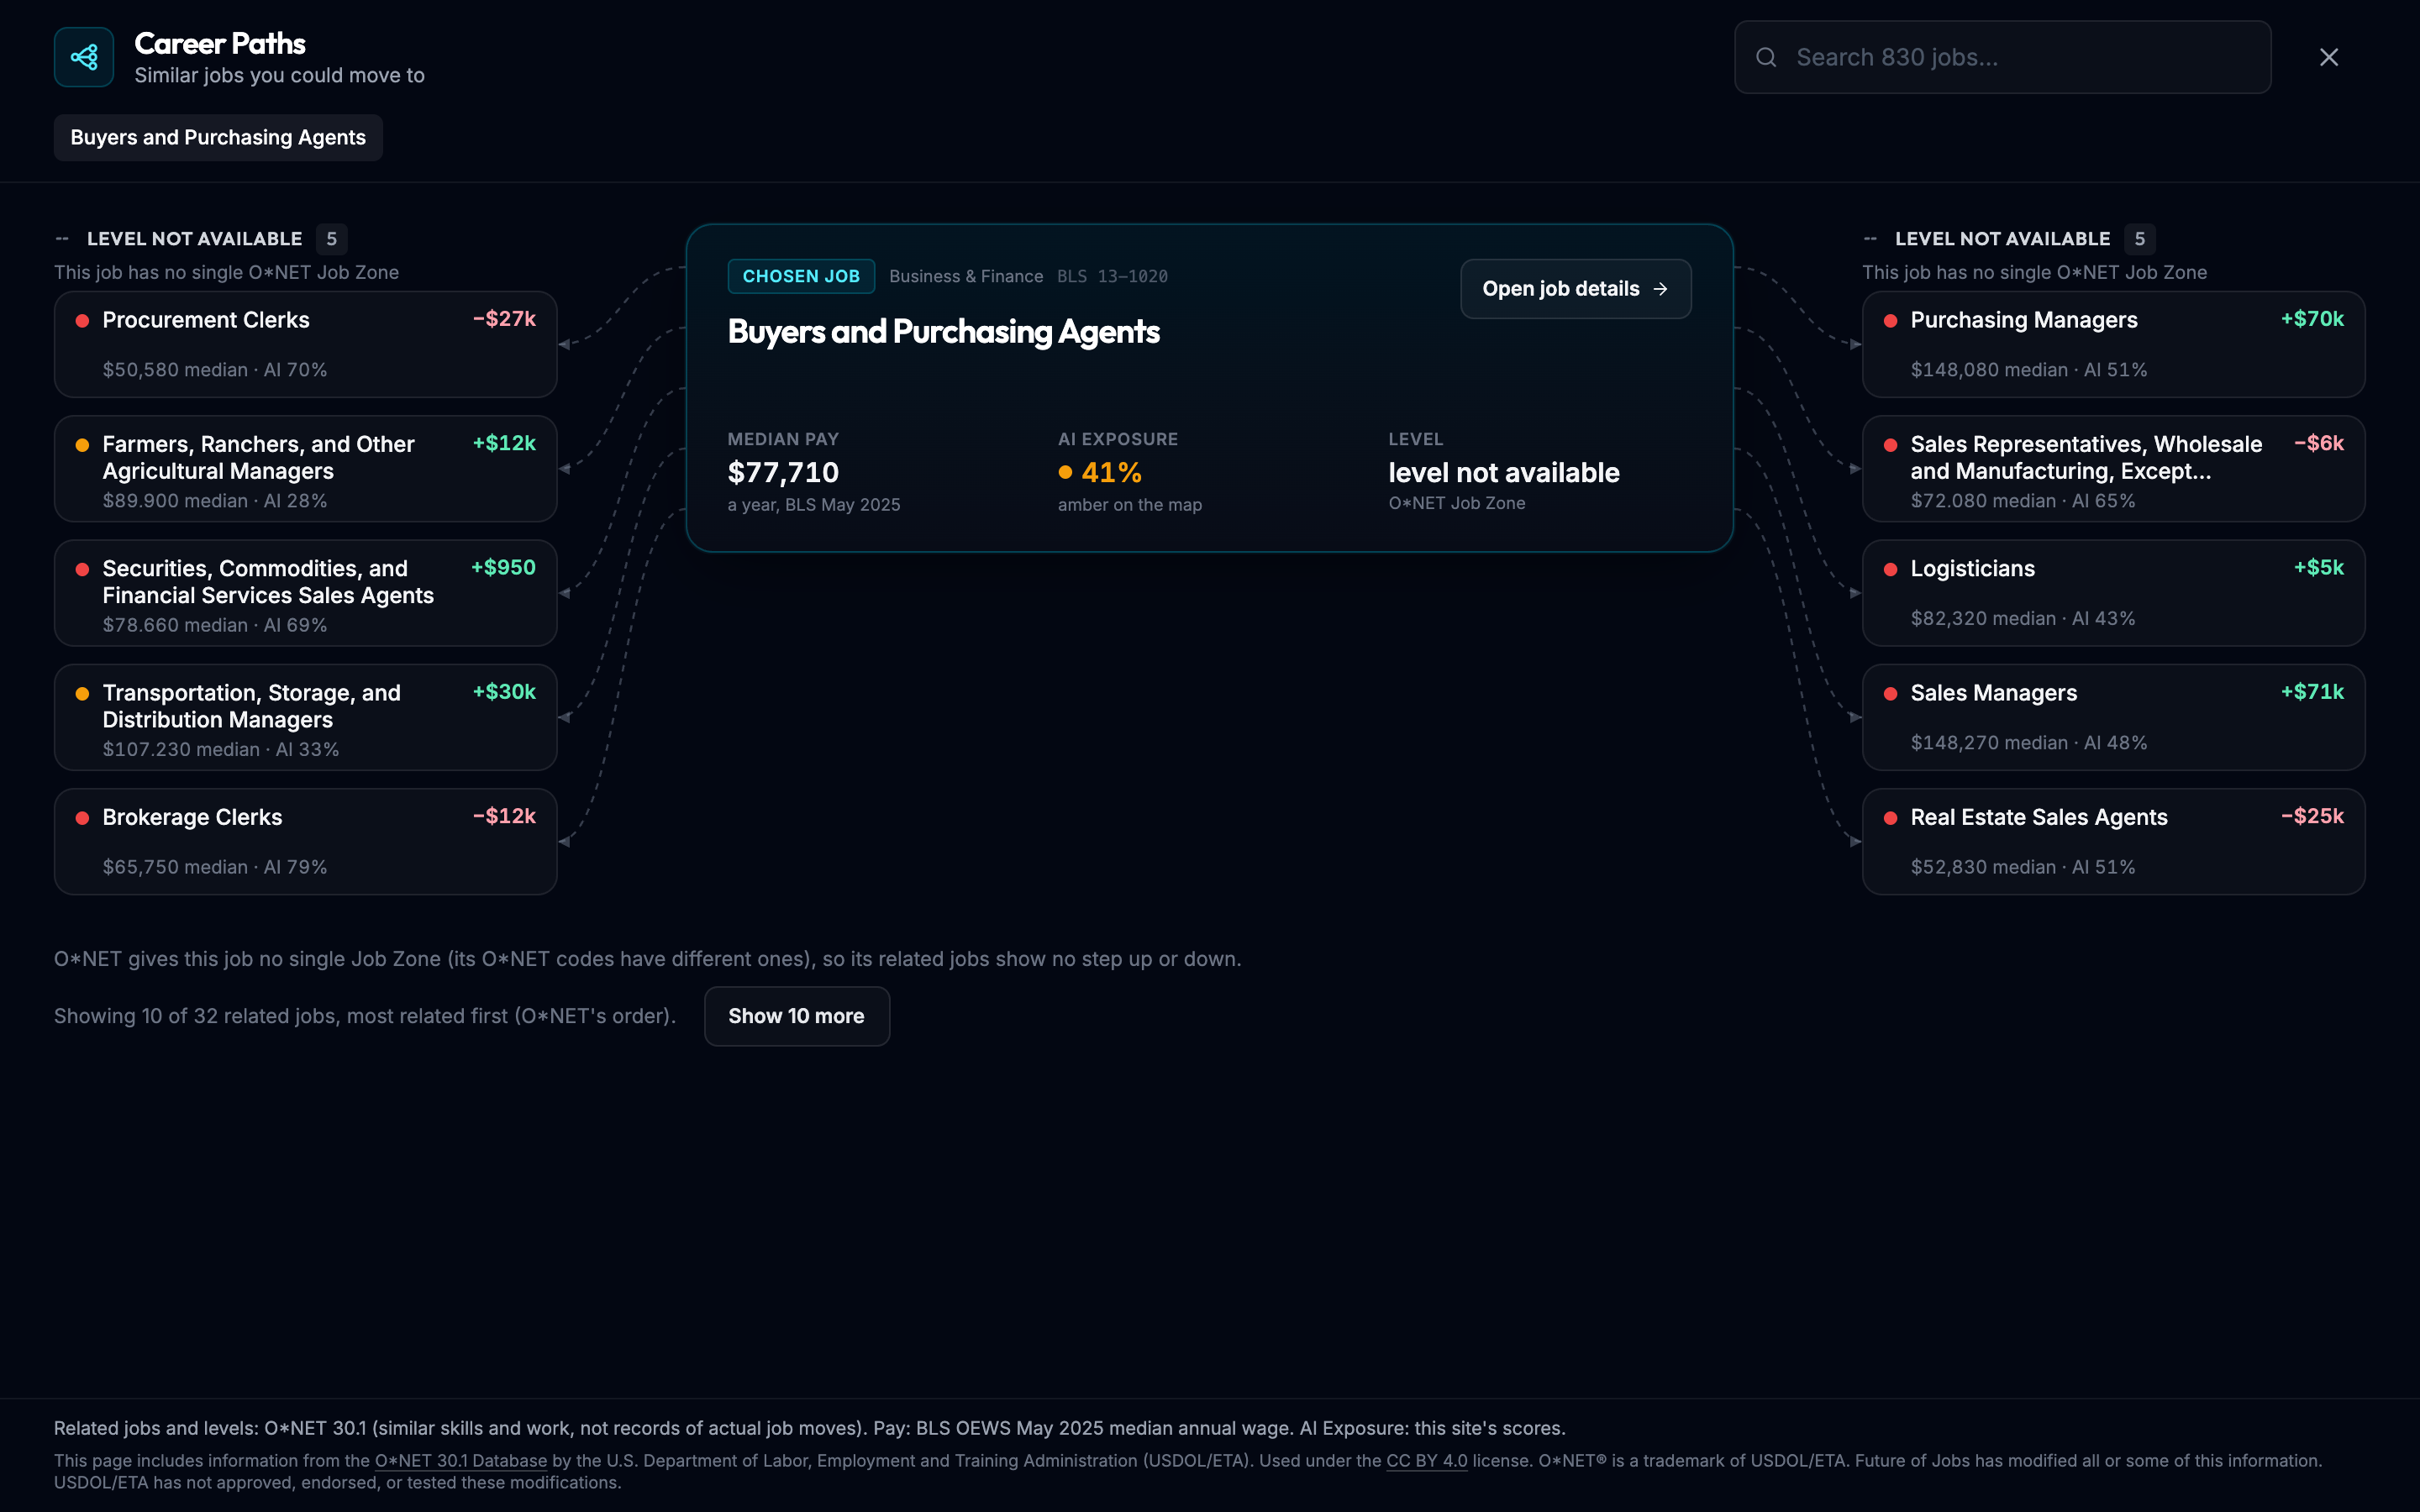 Career Paths
Similar jobs you could move to
Search 830 jobs...
Buyers and Purchasing Agents
-- LEVEL NOT AVAILABLE 5
This job has no single O*NET Job Zone
Procurement Clerks −$27k
$50,580 median · AI 70%
Farmers, Ranchers, and Other +$12k
Agricultural Managers
$89.900 median · AI 28%
Securities, Commodities, and +$950
Financial Services Sales Agents
$78.660 median · AI 69%
Transportation, Storage, and +$30k
Distribution Managers
$107.230 median · AI 33%
Brokerage Clerks −$12k
$65,750 median · AI 79%
CHOSEN JOB Business & Finance BLS 13-1020
Open job details →
Buyers and Purchasing Agents
MEDIAN PAY
$77,710
a year, BLS May 2025
AI EXPOSURE
41%
amber on the map
LEVEL
level not available
O*NET Job Zone
-- LEVEL NOT AVAILABLE 5
This job has no single O*NET Job Zone
Purchasing Managers +$70k
$148,080 median · AI 51%
Sales Representatives, Wholesale −$6k
and Manufacturing, Except...
$72.080 median · AI 65%
Logisticians +$5k
$82,320 median · AI 43%
Sales Managers +$71k
$148,270 median · AI 48%
Real Estate Sales Agents −$25k
$52,830 median · AI 51%
O*NET gives this job no single Job Zone (its O*NET codes have different ones), so its related jobs show no step up or down.
Showing 10 of 32 related jobs, most related first (O*NET's order). Show 10 more
Related jobs and levels: O*NET 30.1 (similar skills and work, not records of actual job moves). Pay: BLS OEWS May 2025 median annual wage. AI Exposure: this site's scores.
This page includes information from the O*NET 30.1 Database by the U.S. Department of Labor, Employment and Training Administration (USDOL/ETA). Used under the CC BY 4.0 license. O*NET® is a trademark of USDOL/ETA. Future of Jobs has modified all or some of this information.
USDOL/ETA has not approved, endorsed, or tested these modifications.